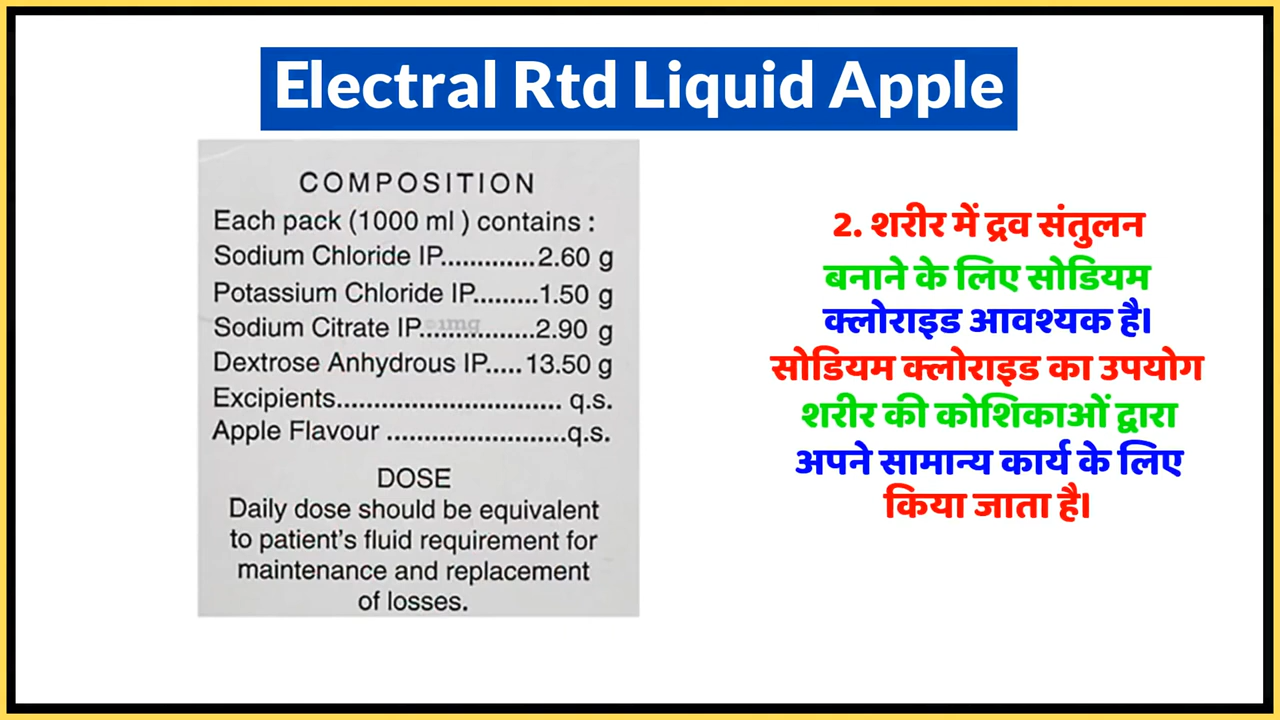 Electral Rtd Liquid Apple
COMPOSITION
Each pack (1000 ml ) contains :
Sodium Chloride IP.............2.60 g
Potassium Chloride IP.........1.50 g
Sodium Citrate IP................2.90 g
Dextrose Anhydrous IP.....13.50 g
Excipients............................... q.s.
Apple Flavour .........................q.s.
DOSE
Daily dose should be equivalent
to patient's fluid requirement for
maintenance and replacement
of losses.
2. शरीर में द्रव संतुलन
बनाने के लिए सोडियम
क्लोराइड आवश्यक है।
सोडियम क्लोराइड का उपयोग
शरीर की कोशिकाओं द्वारा
अपने सामान्य कार्य के लिए
किया जाता है।